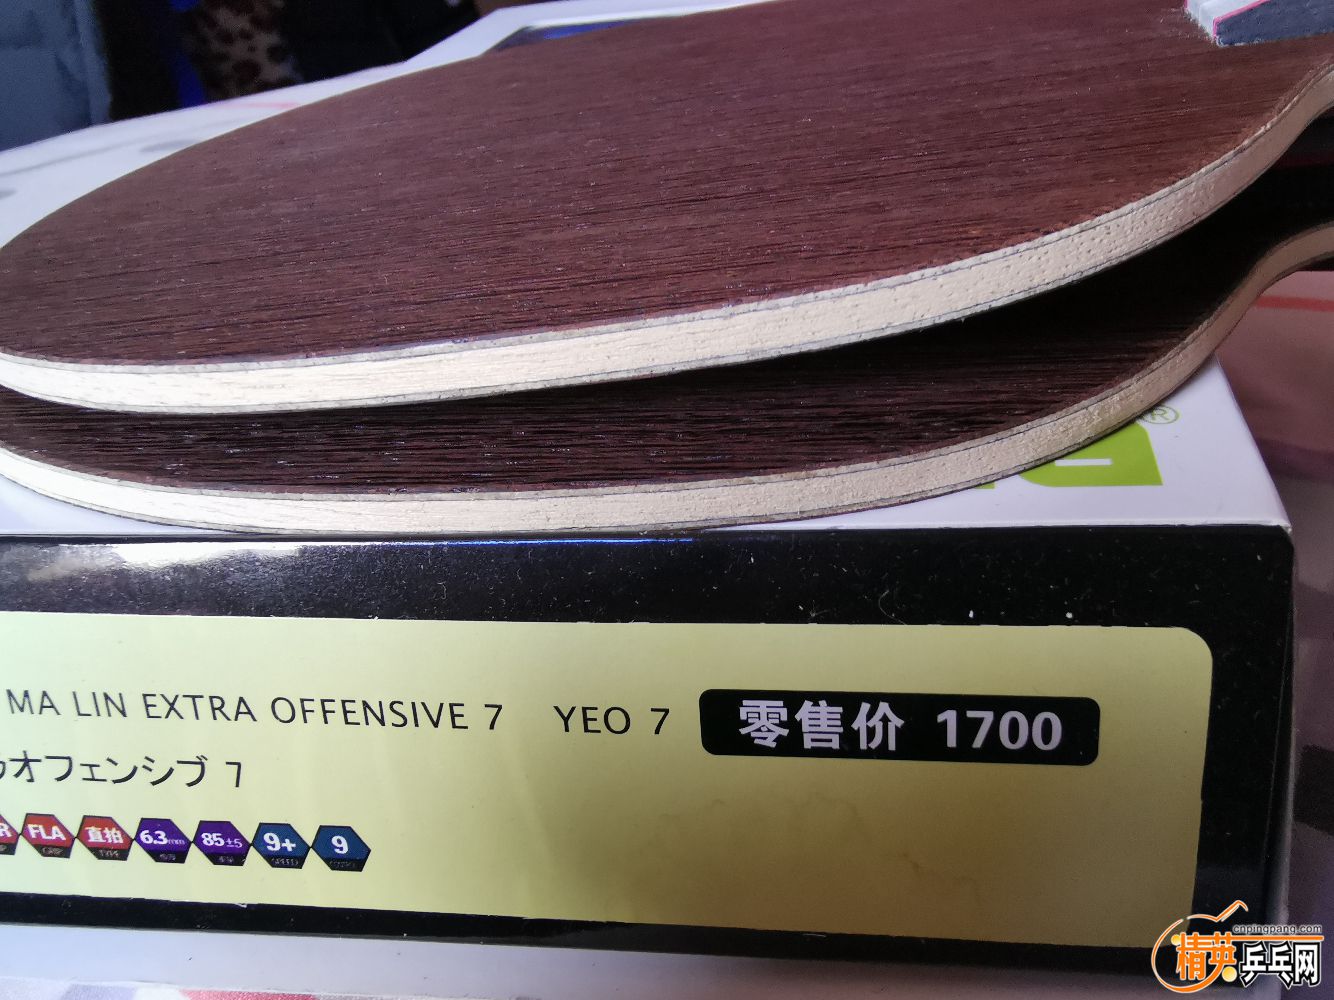 ®
MA LIN EXTRA OFFENSIVE 7 YEO 7 零售价 1700
オフェンシブ 7
R FLA 直拍 6.3mm 85±5 9+ 9
SPEED
cnpingpang.com
精英乒乓网